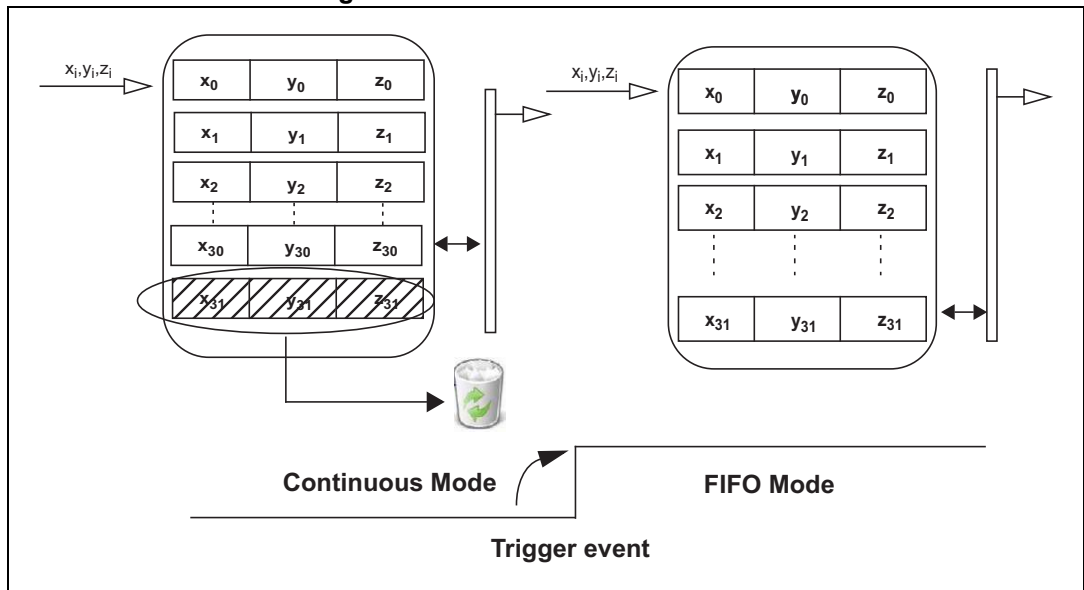 xi,yi,zi
x0 y0 z0
x1 y1 z1
x2 y2 z2
x30 y30 z30
x31 y31 z31
xi,yi,zi
x0 y0 z0
x1 y1 z1
x2 y2 z2
x31 y31 z31
Continuous Mode
FIFO Mode
Trigger event